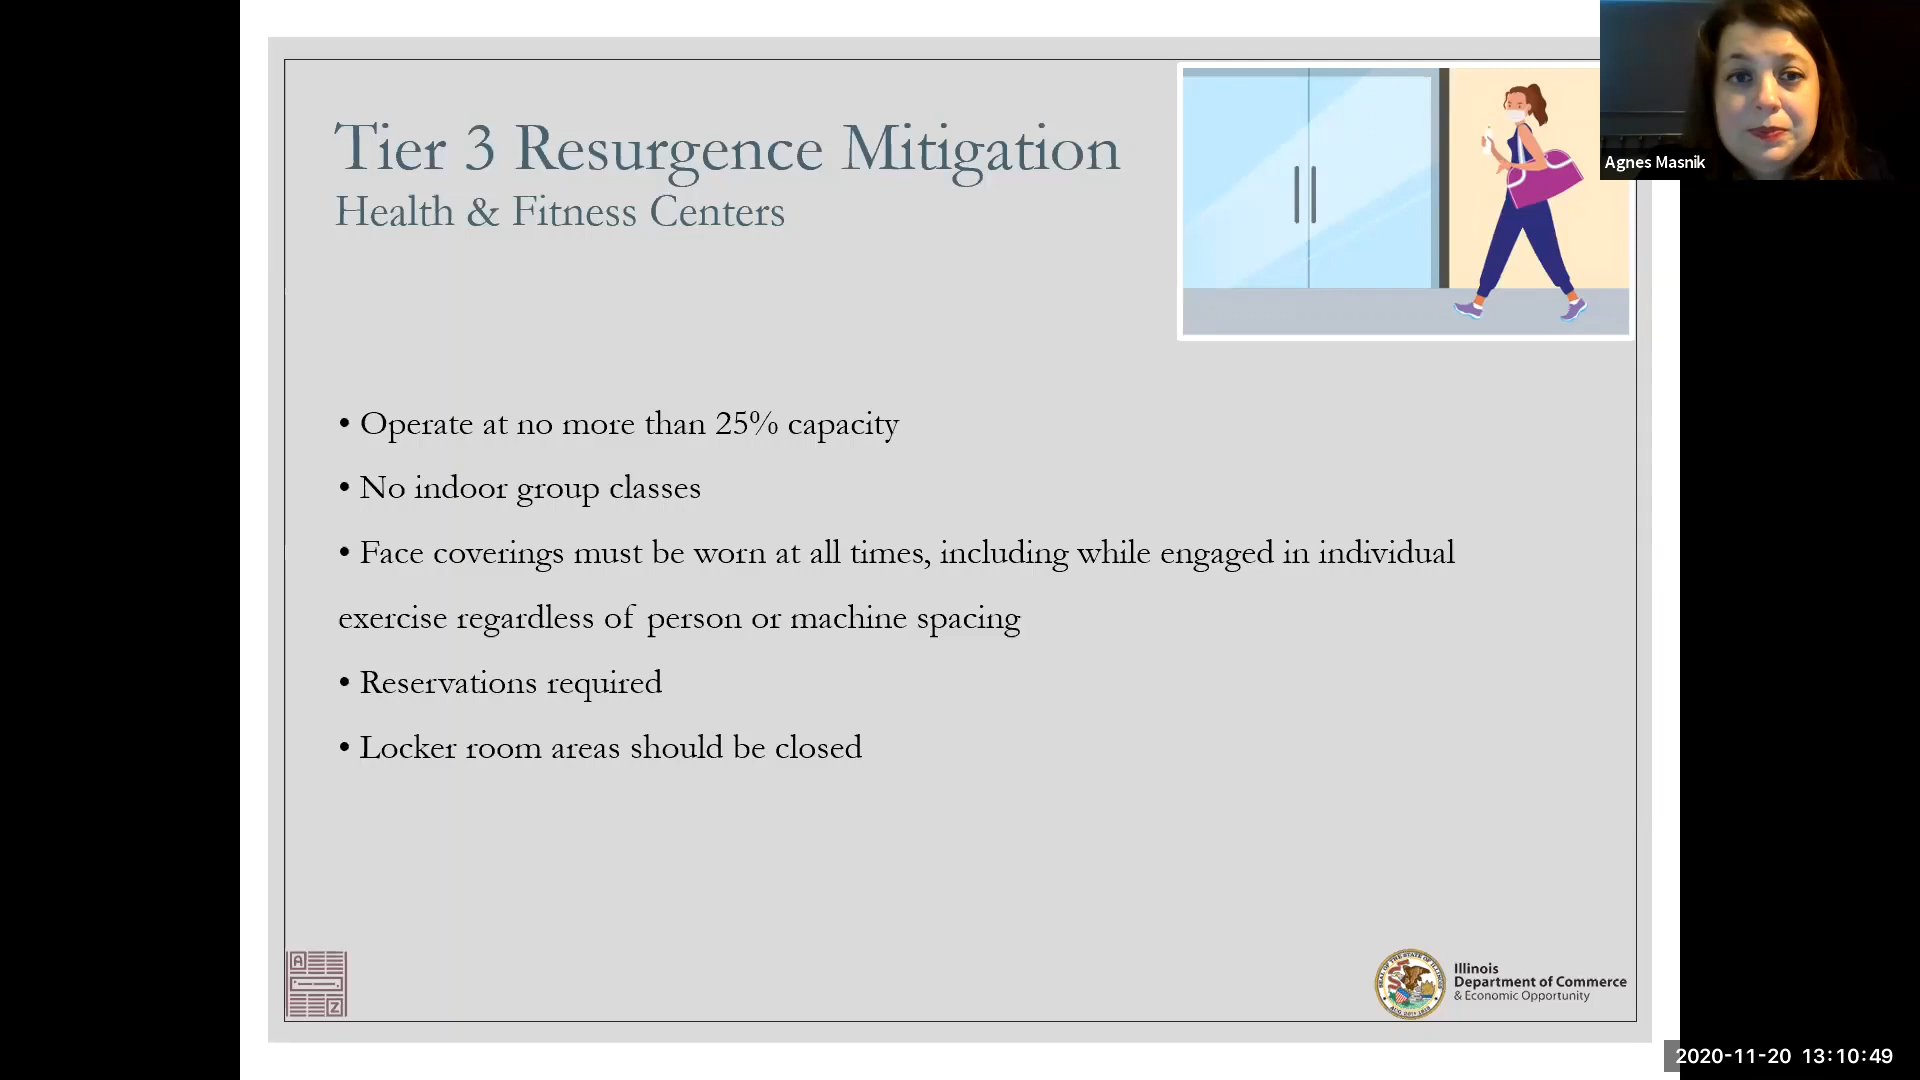 Tier 3 Resurgence Mitigation
Health & Fitness Centers
Agnes Masnik
• Operate at no more than 25% capacity
• No indoor group classes
• Face coverings must be worn at all times, including while engaged in individual
exercise regardless of person or machine spacing
• Reservations required
• Locker room areas should be closed
A
Z
Illinois
Department of Commerce
& Economic Opportunity
2020-11-20 13:10:49